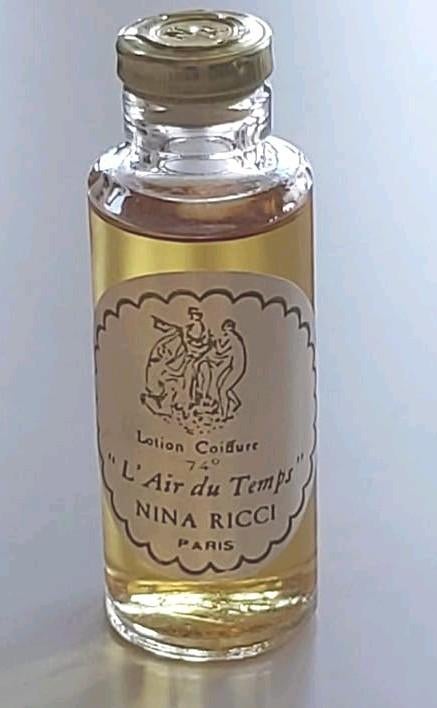 Lotion Coiffure
74°
"L'Air du Temps"
NINA RICCI
PARIS